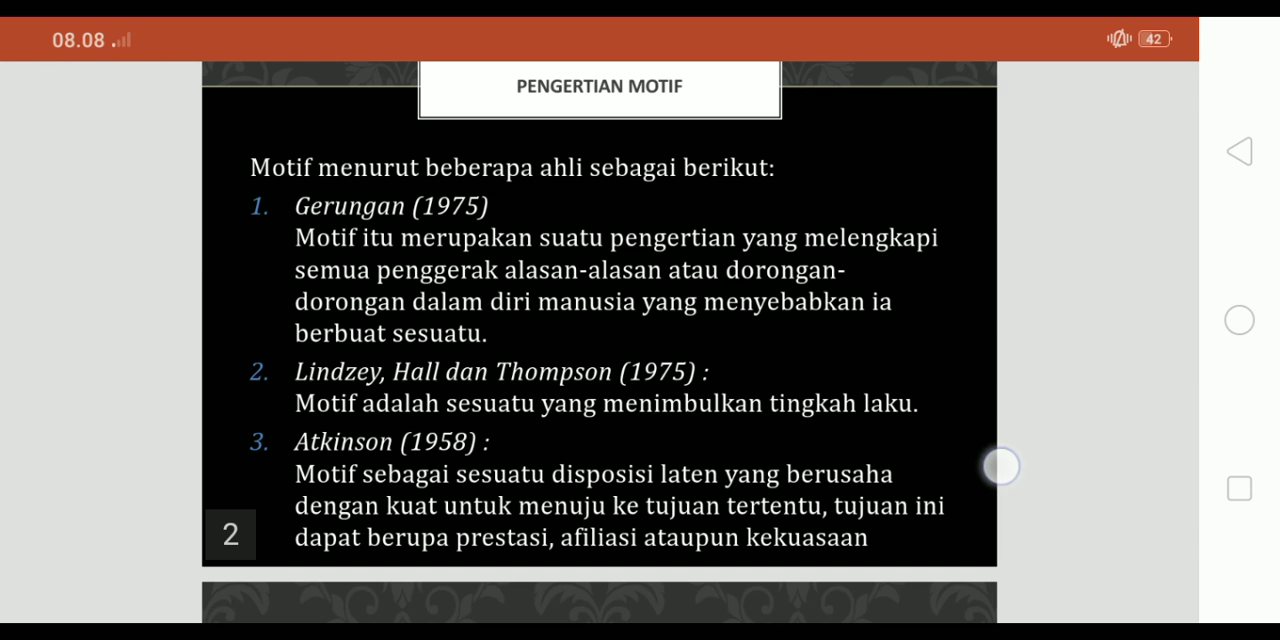 08.08
42
PENGERTIAN MOTIF
Motif menurut beberapa ahli sebagai berikut:
1. Gerungan (1975)
Motif itu merupakan suatu pengertian yang melengkapi
semua penggerak alasan-alasan atau dorongan-
dorongan dalam diri manusia yang menyebabkan ia
berbuat sesuatu.
2. Lindzey, Hall dan Thompson (1975) :
Motif adalah sesuatu yang menimbulkan tingkah laku.
3. Atkinson (1958) :
Motif sebagai sesuatu disposisi laten yang berusaha
dengan kuat untuk menuju ke tujuan tertentu, tujuan ini
dapat berupa prestasi, afiliasi ataupun kekuasaan
2